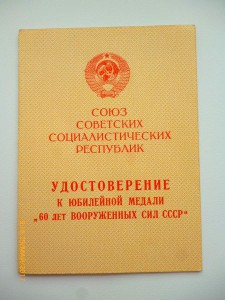 СОЮЗ
СОВЕТСКИХ
СОЦИАЛИСТИЧЕСКИХ
РЕСПУБЛИК
УДОСТОВЕРЕНИЕ
К ЮБИЛЕЙНОЙ МЕДАЛИ
„60 ЛЕТ ВООРУЖЕННЫХ СИЛ СССР"